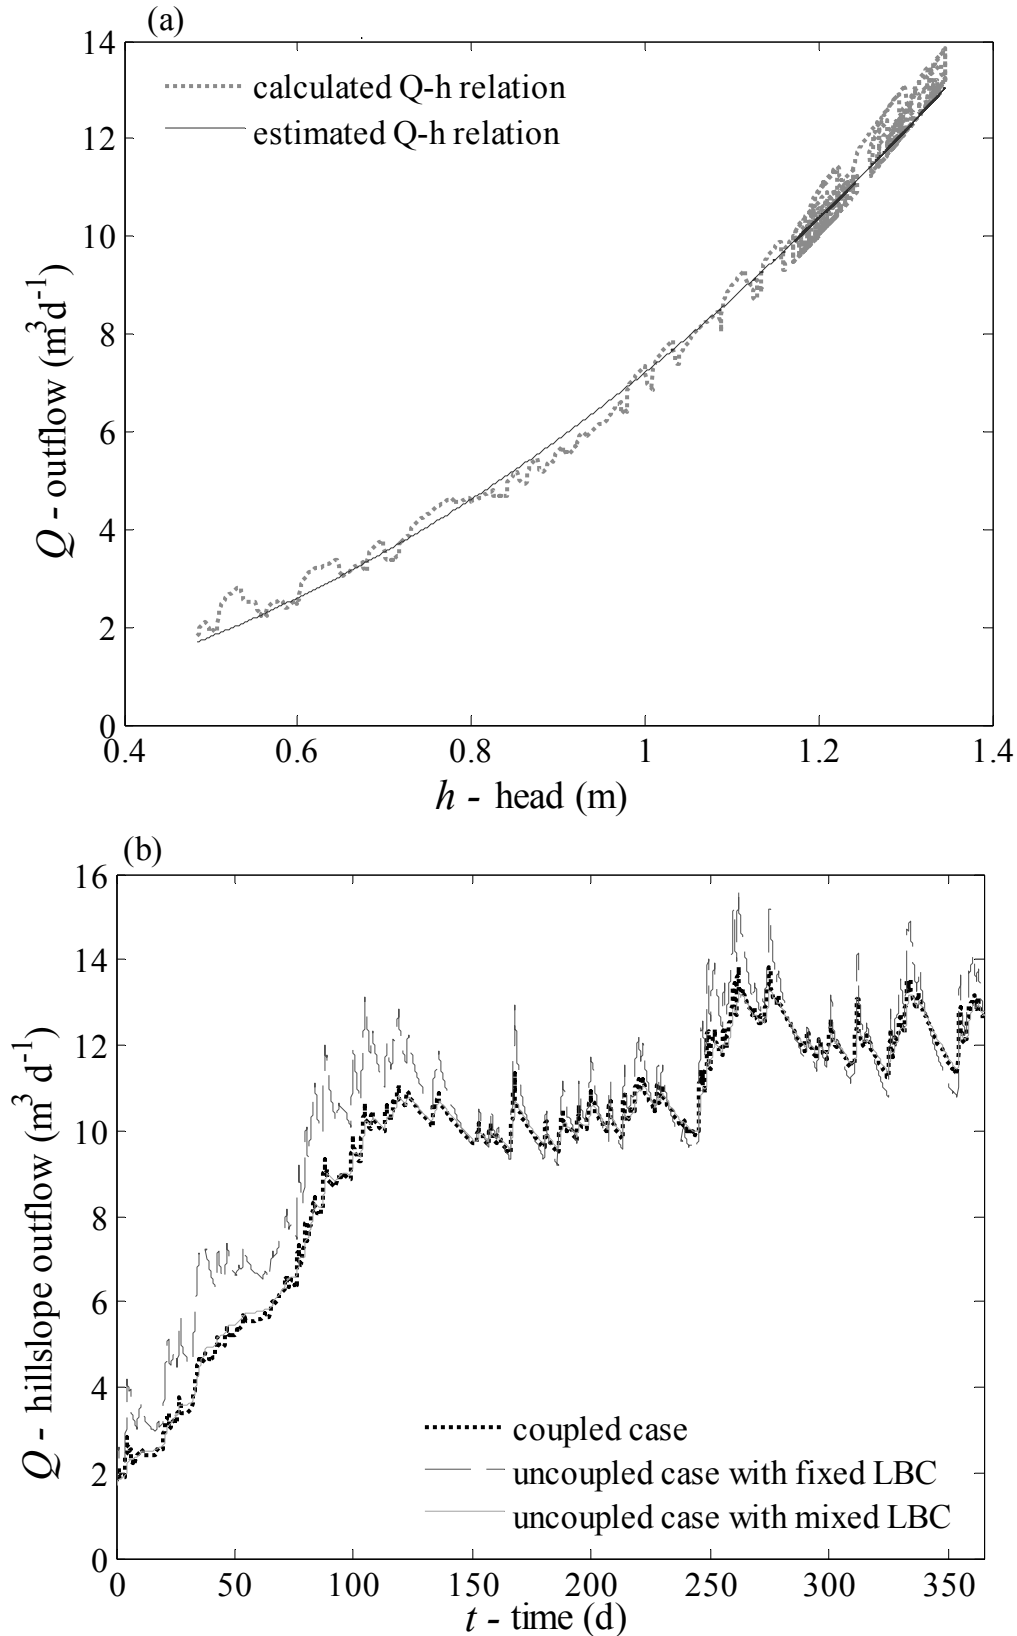 (a)
14
12
10
8
6
4
2
0
Q - outflow (m³d⁻¹)
calculated Q-h relation
estimated Q-h relation
0.4 0.6 0.8 1 1.2 1.4
h - head (m)
(b)
16
14
12
10
8
6
4
2
0
Q - hillslope outflow (m³ d⁻¹)
coupled case
uncoupled case with fixed LBC
uncoupled case with mixed LBC
0 50 100 150 200 250 300 350
t - time (d)